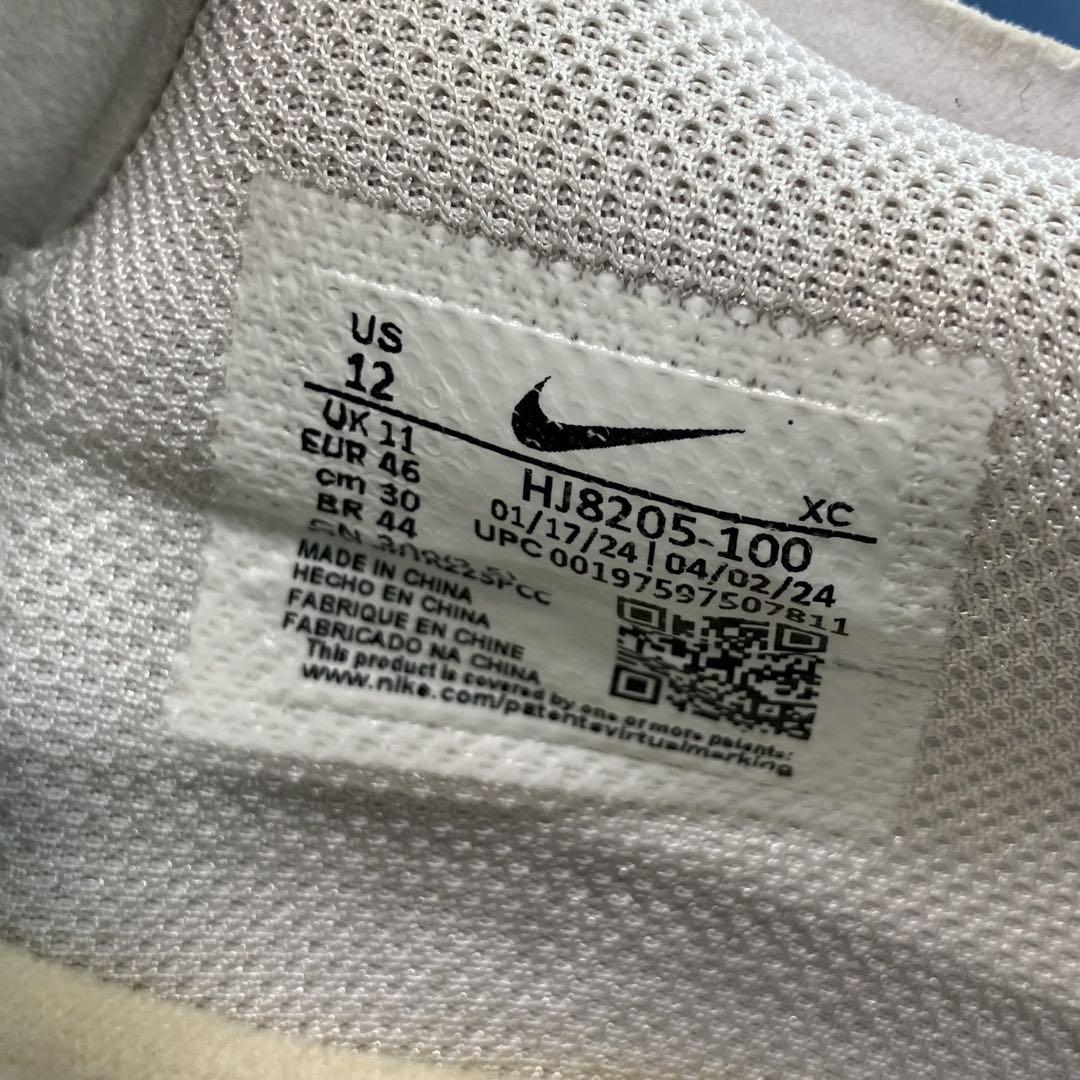 US
12
UK 11
EUR 46
cm 30
BR 44
XC
HJ8205-100
01/17/24 | 04/02/24
UPC 00197597507811
MADE IN CHINA
HECHO EN CHINA
FABRIQUE EN CHINE
FABRICADO NA CHINA
This product is covered by one or more patents:
www.nike.com/patentsvirtualmarking